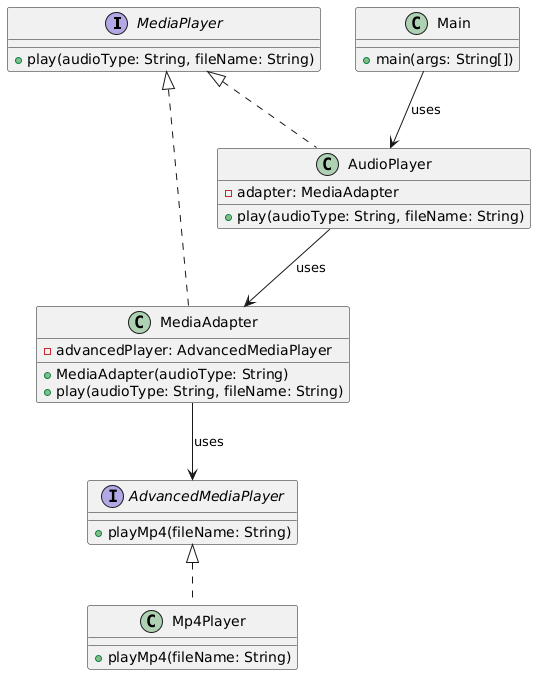 I MediaPlayer
play(audioType: String, fileName: String)
C Main
main(args: String[])
uses
C AudioPlayer
adapter: MediaAdapter
play(audioType: String, fileName: String)
uses
C MediaAdapter
advancedPlayer: AdvancedMediaPlayer
MediaAdapter(audioType: String)
play(audioType: String, fileName: String)
uses
I AdvancedMediaPlayer
playMp4(fileName: String)
C Mp4Player
playMp4(fileName: String)